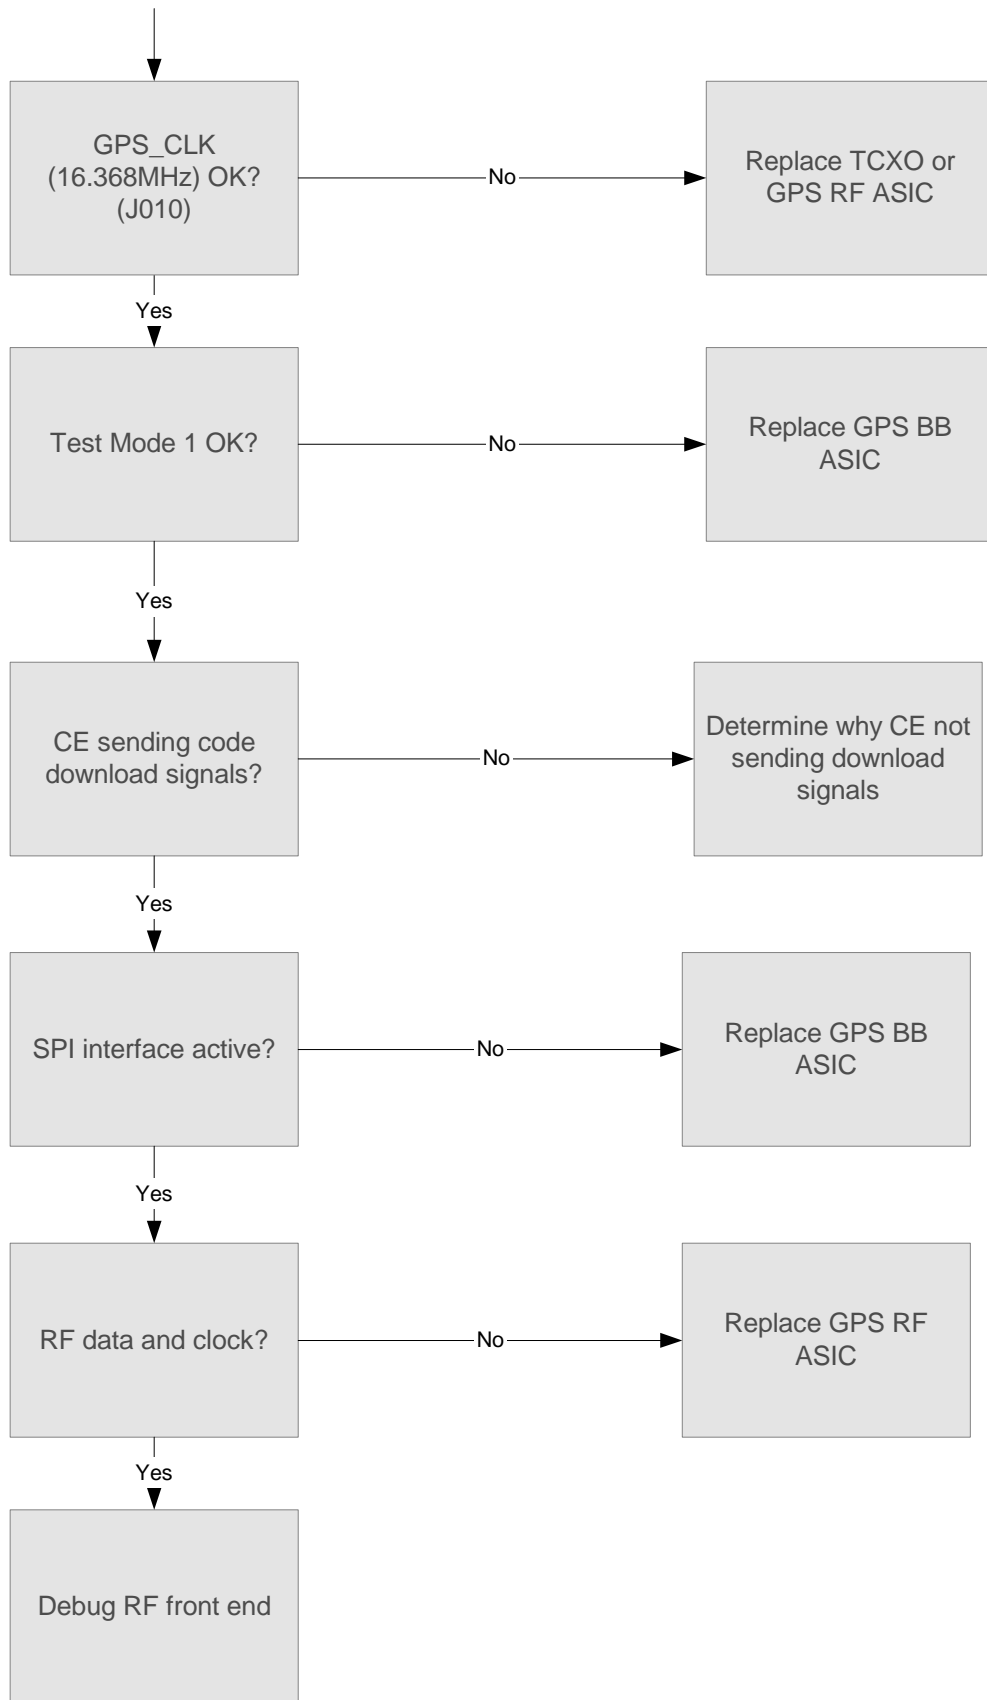 GPS_CLK
(16.368MHz) OK?
(J010)
No
Replace TCXO or
GPS RF ASIC
Yes
Test Mode 1 OK?
No
Replace GPS BB
ASIC
Yes
CE sending code
download signals?
No
Determine why CE not
sending download
signals
Yes
SPI interface active?
No
Replace GPS BB
ASIC
Yes
RF data and clock?
No
Replace GPS RF
ASIC
Yes
Debug RF front end